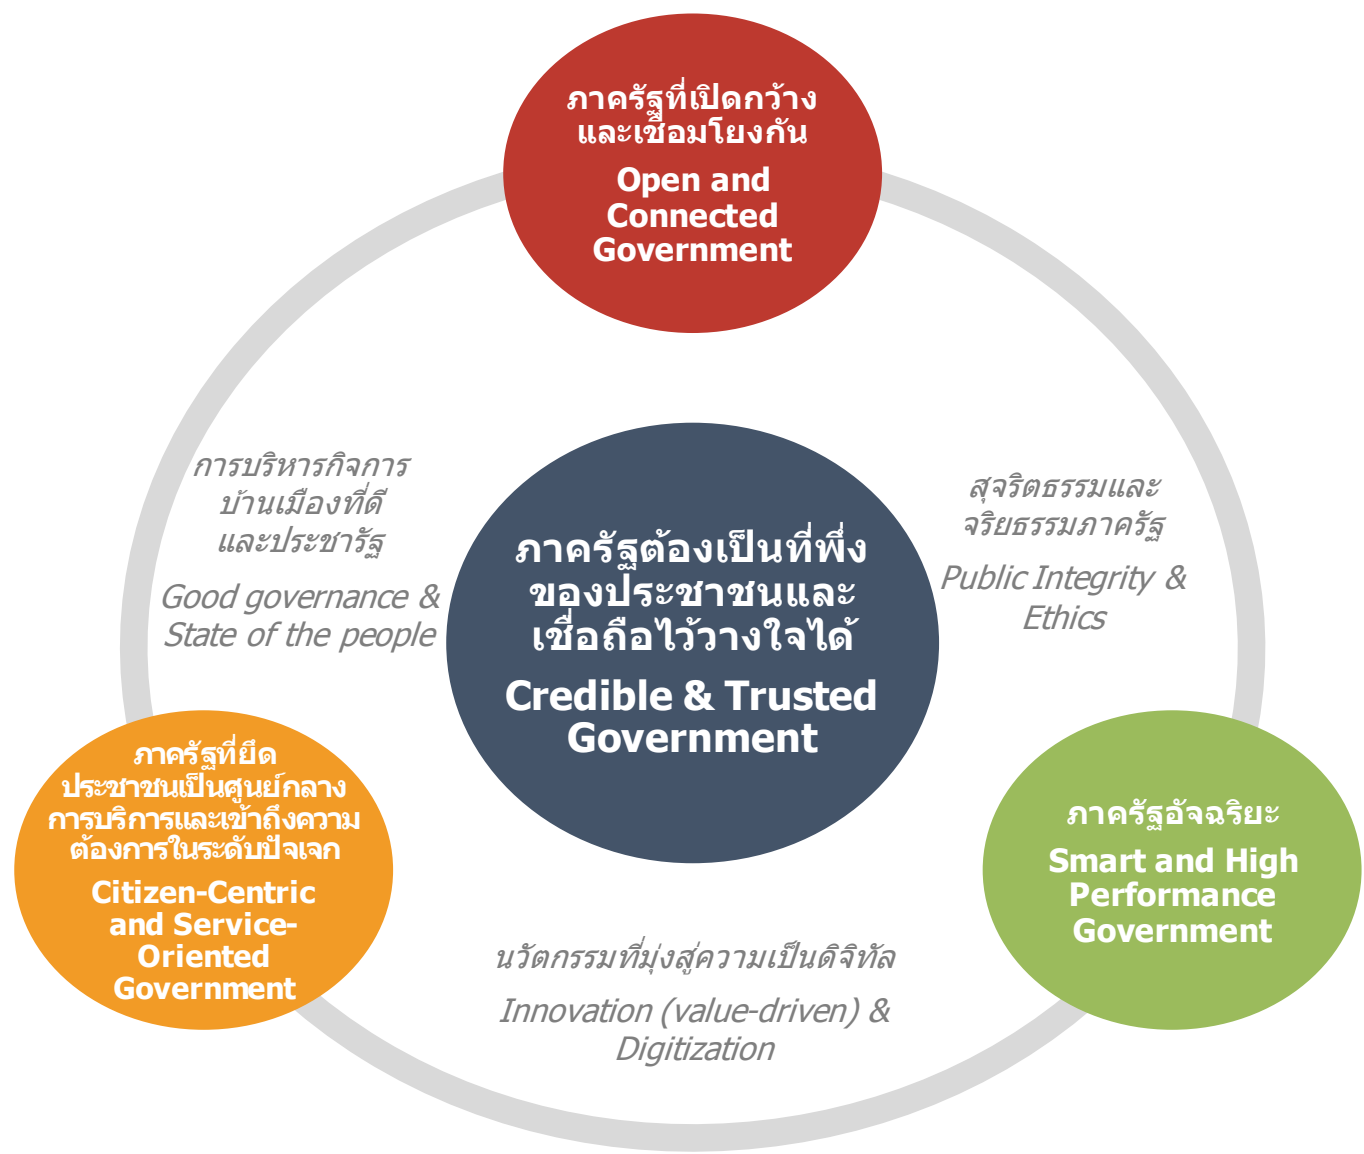 ภาครัฐที่เปิดกว้าง
และเชื่อมโยงกัน
Open and
Connected
Government
การบริหารกิจการ
บ้านเมืองที่ดี
และประชารัฐ
Good governance &
State of the people
ภาครัฐต้องเป็นที่พึ่ง
ของประชาชนและ
เชื่อถือไว้วางใจได้
Credible & Trusted
Government
สุจริตธรรมและ
จริยธรรมภาครัฐ
Public Integrity &
Ethics
ภาครัฐที่ยึด
ประชาชนเป็นศูนย์กลาง
การบริการและเข้าถึงความ
ต้องการในระดับปัจเจก
Citizen-Centric
and Service-
Oriented
Government
ภาครัฐอัจฉริยะ
Smart and High
Performance
Government
นวัตกรรมที่มุ่งสู่ความเป็นดิจิทัล
Innovation (value-driven) &
Digitization